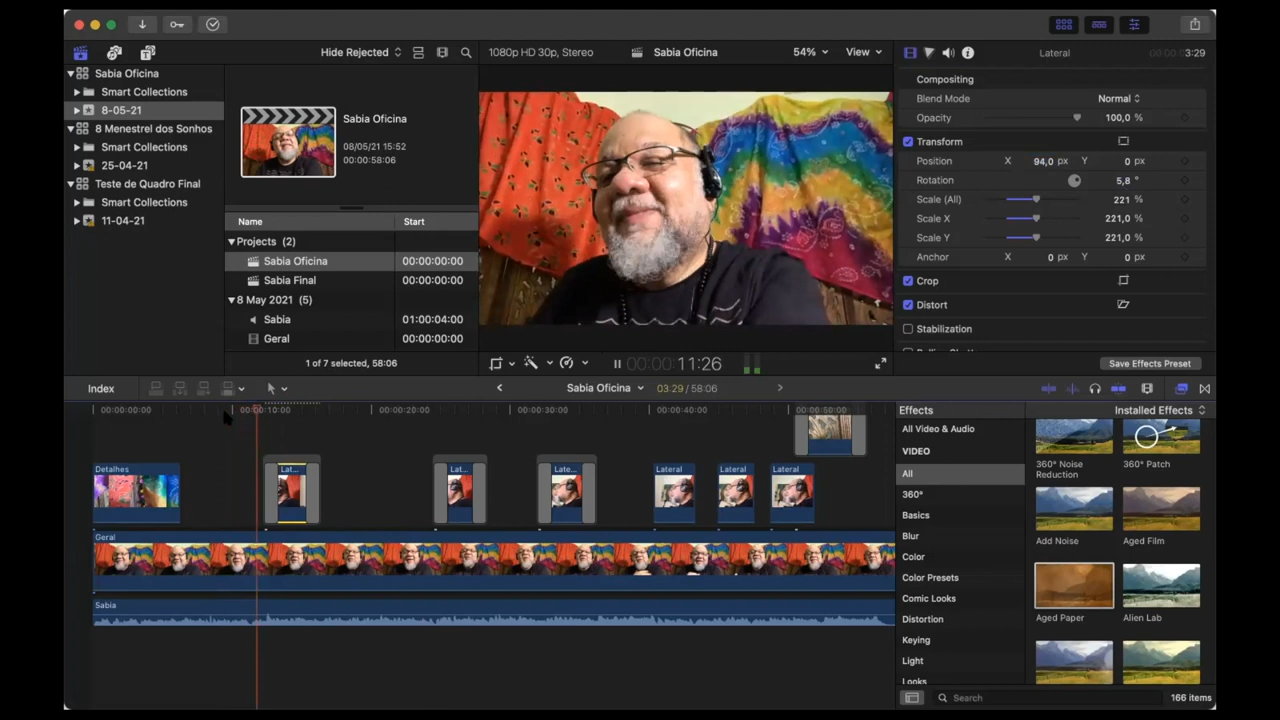 Hide Rejected
1080p HD 30p, Stereo
Sabia Oficina
54%
View
Lateral
3:29
Sabia Oficina
Smart Collections
8-05-21
8 Menestrel dos Sonhos
Smart Collections
25-04-21
Teste de Quadro Final
Smart Collections
11-04-21
Sabia Oficina
08/05/21 15:52
00:00:58:06
Name Start
Projects (2)
Sabia Oficina 00:00:00:00
Sabia Final 00:00:00:00
8 May 2021 (5)
Sabia 01:00:04:00
Geral 00:00:00:00
1 of 7 selected, 58:06
00:00:11:26
Compositing
Blend Mode Normal
Opacity 100,0 %
Transform
Position X 94,0 px Y 0 px
Rotation 5,8 °
Scale (All) 221 %
Scale X 221,0 %
Scale Y 221,0 %
Anchor X 0 px Y 0 px
Crop
Distort
Stabilization
Save Effects Preset
Index
Sabia Oficina
03:29 / 58:06
00:00:00:00 00:00:10:00 00:00:20:00 00:00:30:00 00:00:40:00 00:00:50:00
Detalhes Lat... Lat... Late... Lateral Lateral Lateral
Geral
Sabia
Effects
Installed Effects
All Video & Audio
VIDEO
All
360°
Basics
Blur
Color
Color Presets
Comic Looks
Distortion
Keying
Light
Looks
360° Noise
Reduction
360° Patch
Add Noise
Aged Film
Aged Paper
Alien Lab
Search
166 items